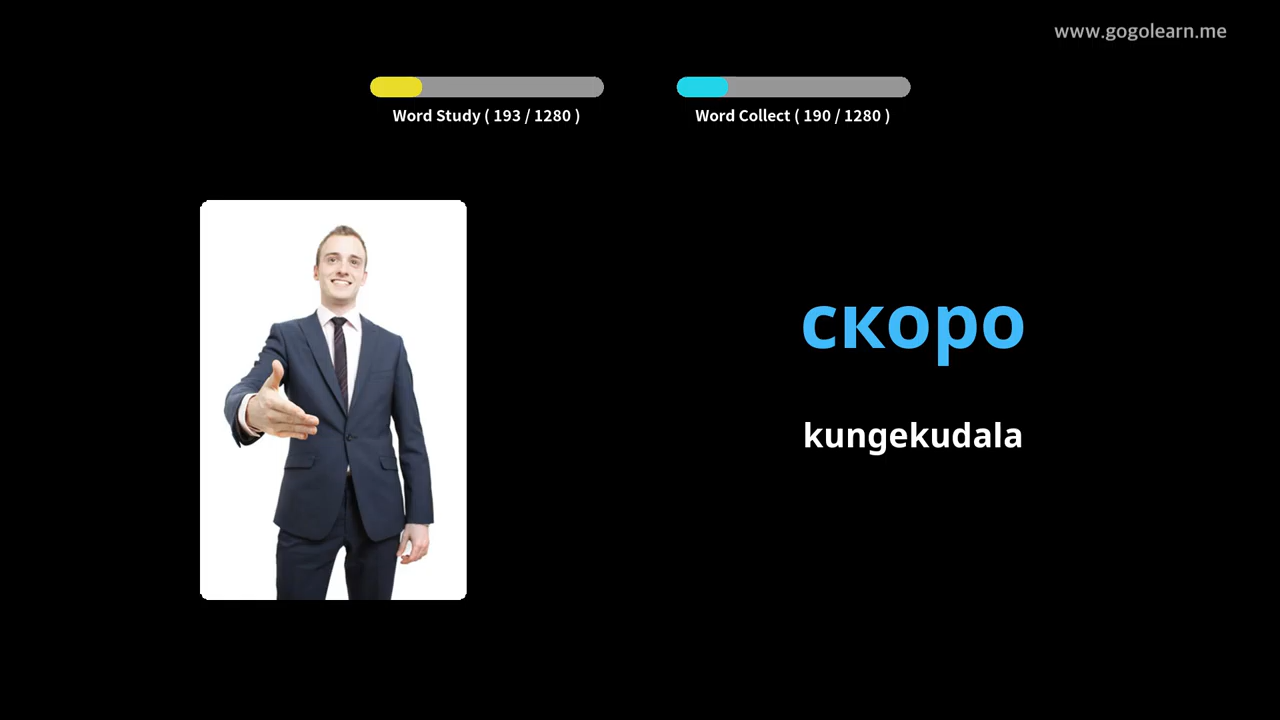 www.gogolearn.me
Word Study ( 193 / 1280 )
Word Collect ( 190 / 1280 )
скоро
kungekudala